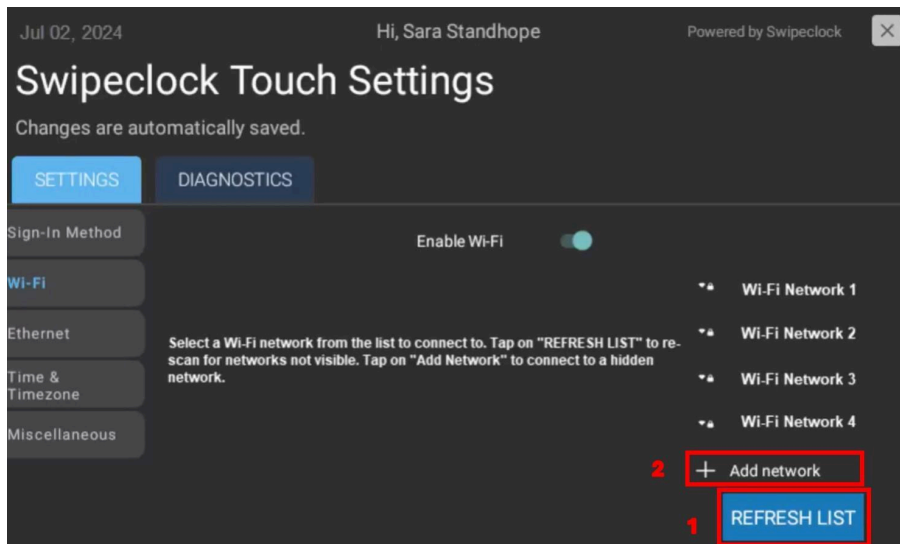 Jul 02, 2024
Hi, Sara Standhope
Powered by Swipeclock
Swipeclock Touch Settings
Changes are automatically saved.
SETTINGS
DIAGNOSTICS
Sign-In Method
Enable Wi-Fi
Wi-Fi
Wi-Fi Network 1
Ethernet
Select a Wi-Fi network from the list to connect to. Tap on "REFRESH LIST" to re-
scan for networks not visible. Tap on "Add Network" to connect to a hidden
network.
Wi-Fi Network 2
Time &
Timezone
Wi-Fi Network 3
Miscellaneous
Wi-Fi Network 4
2
+ Add network
1
REFRESH LIST